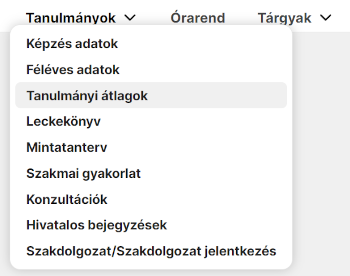 Tanulmányok Órarend Tárgyak
Képzés adatok
Féléves adatok
Tanulmányi átlagok
Leckekönyv
Mintatanterv
Szakmai gyakorlat
Konzultációk
Hivatalos bejegyzések
Szakdolgozat/Szakdolgozat jelentkezés